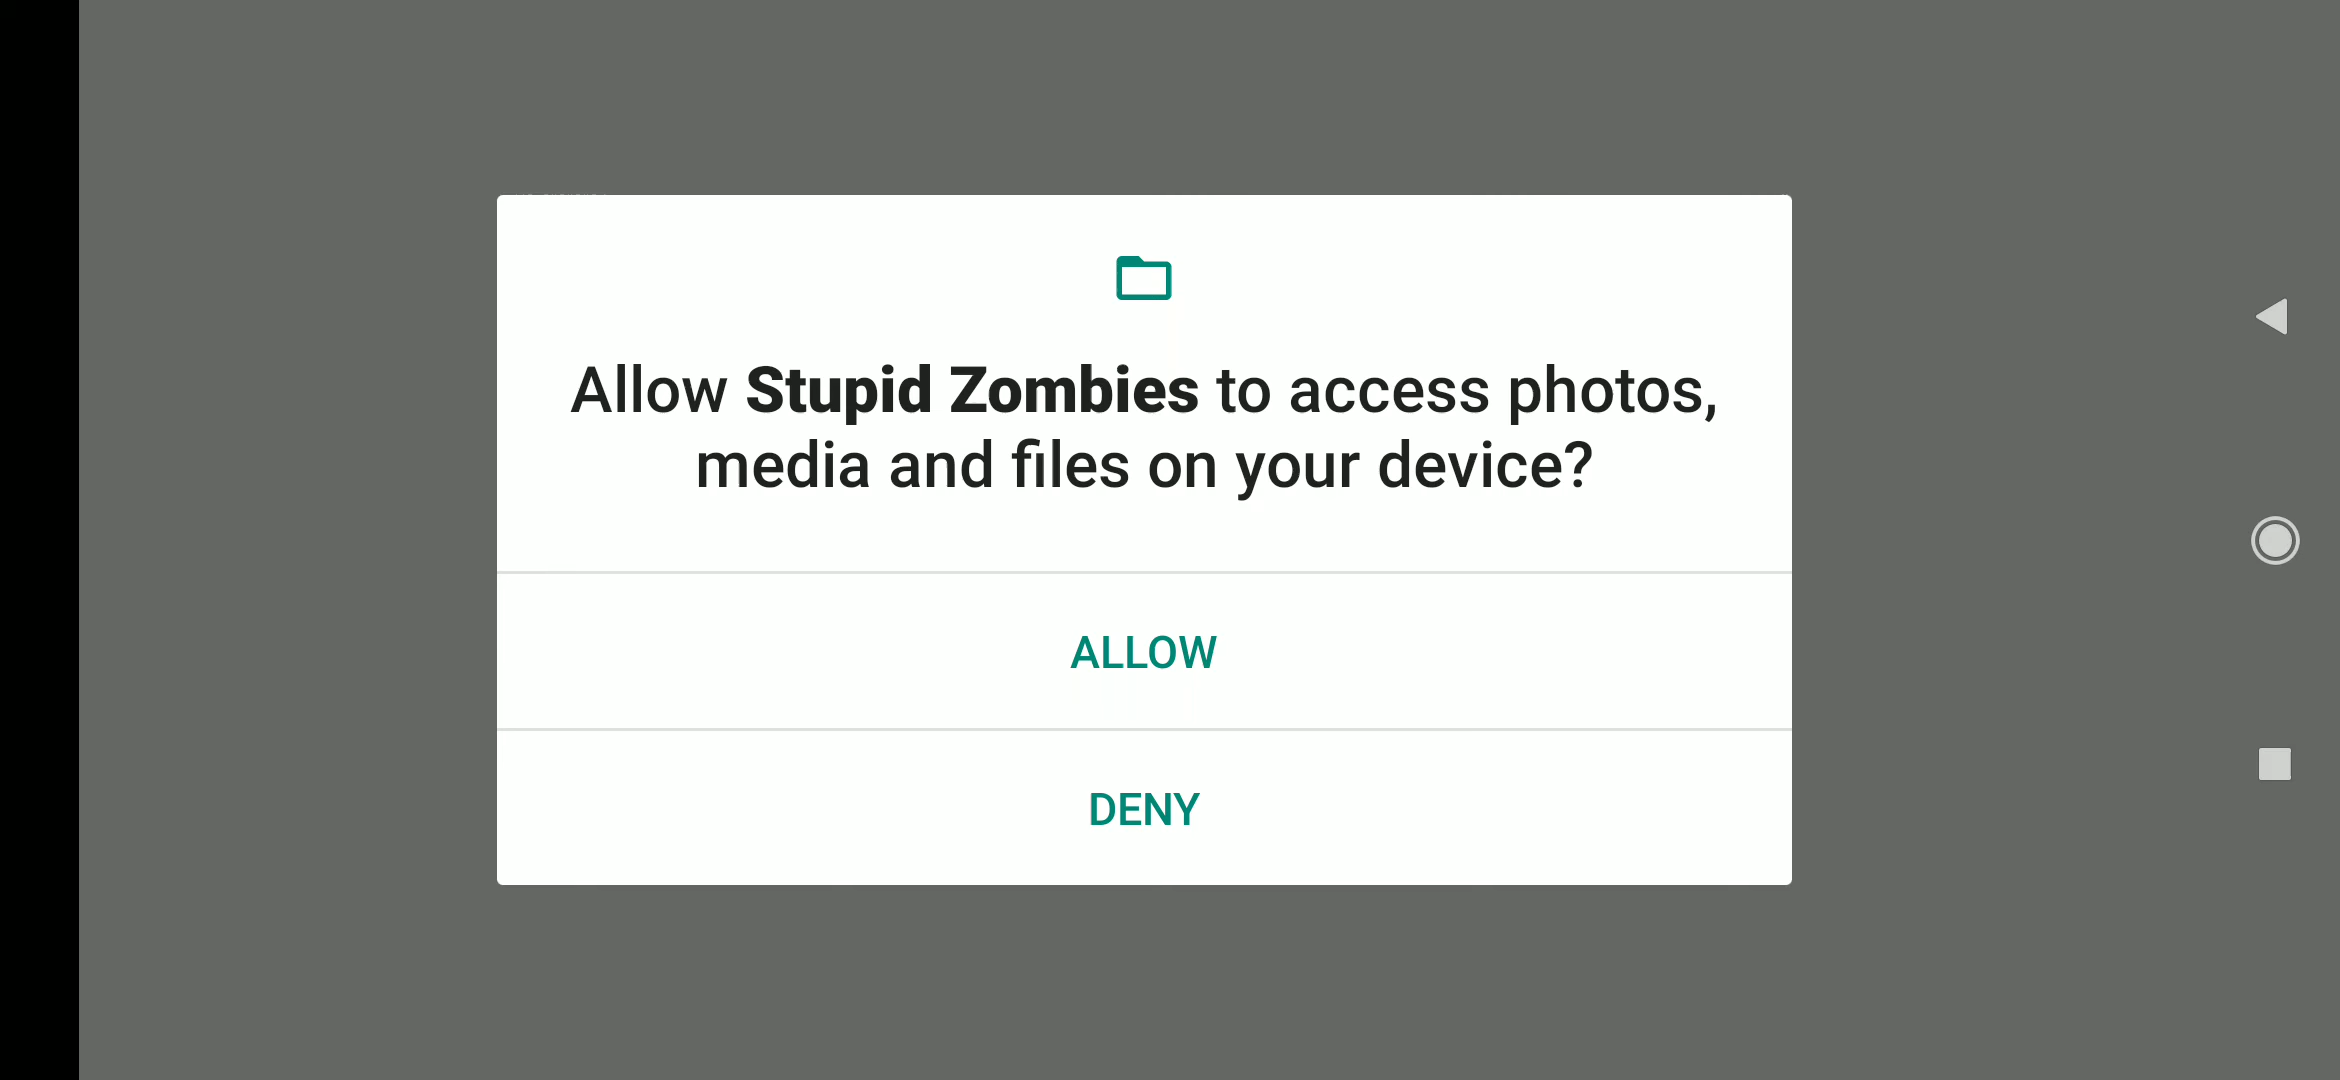 Allow Stupid Zombies to access photos,
media and files on your device?
ALLOW
DENY